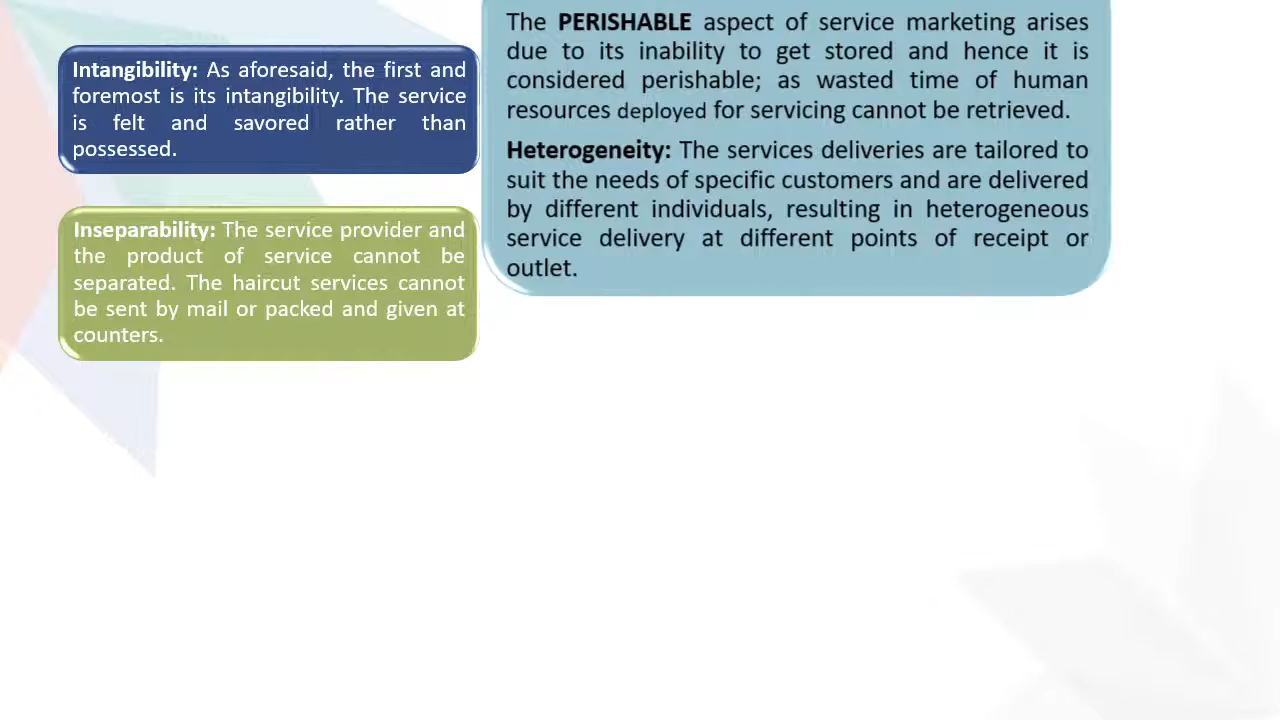 Intangibility: As aforesaid, the first and
foremost is its intangibility. The service
is felt and savored rather than
possessed.
Inseparability: The service provider and
the product of service cannot be
separated. The haircut services cannot
be sent by mail or packed and given at
counters.
The PERISHABLE aspect of service marketing arises
due to its inability to get stored and hence it is
considered perishable; as wasted time of human
resources deployed for servicing cannot be retrieved.
Heterogeneity: The services deliveries are tailored to
suit the needs of specific customers and are delivered
by different individuals, resulting in heterogeneous
service delivery at different points of receipt or
outlet.